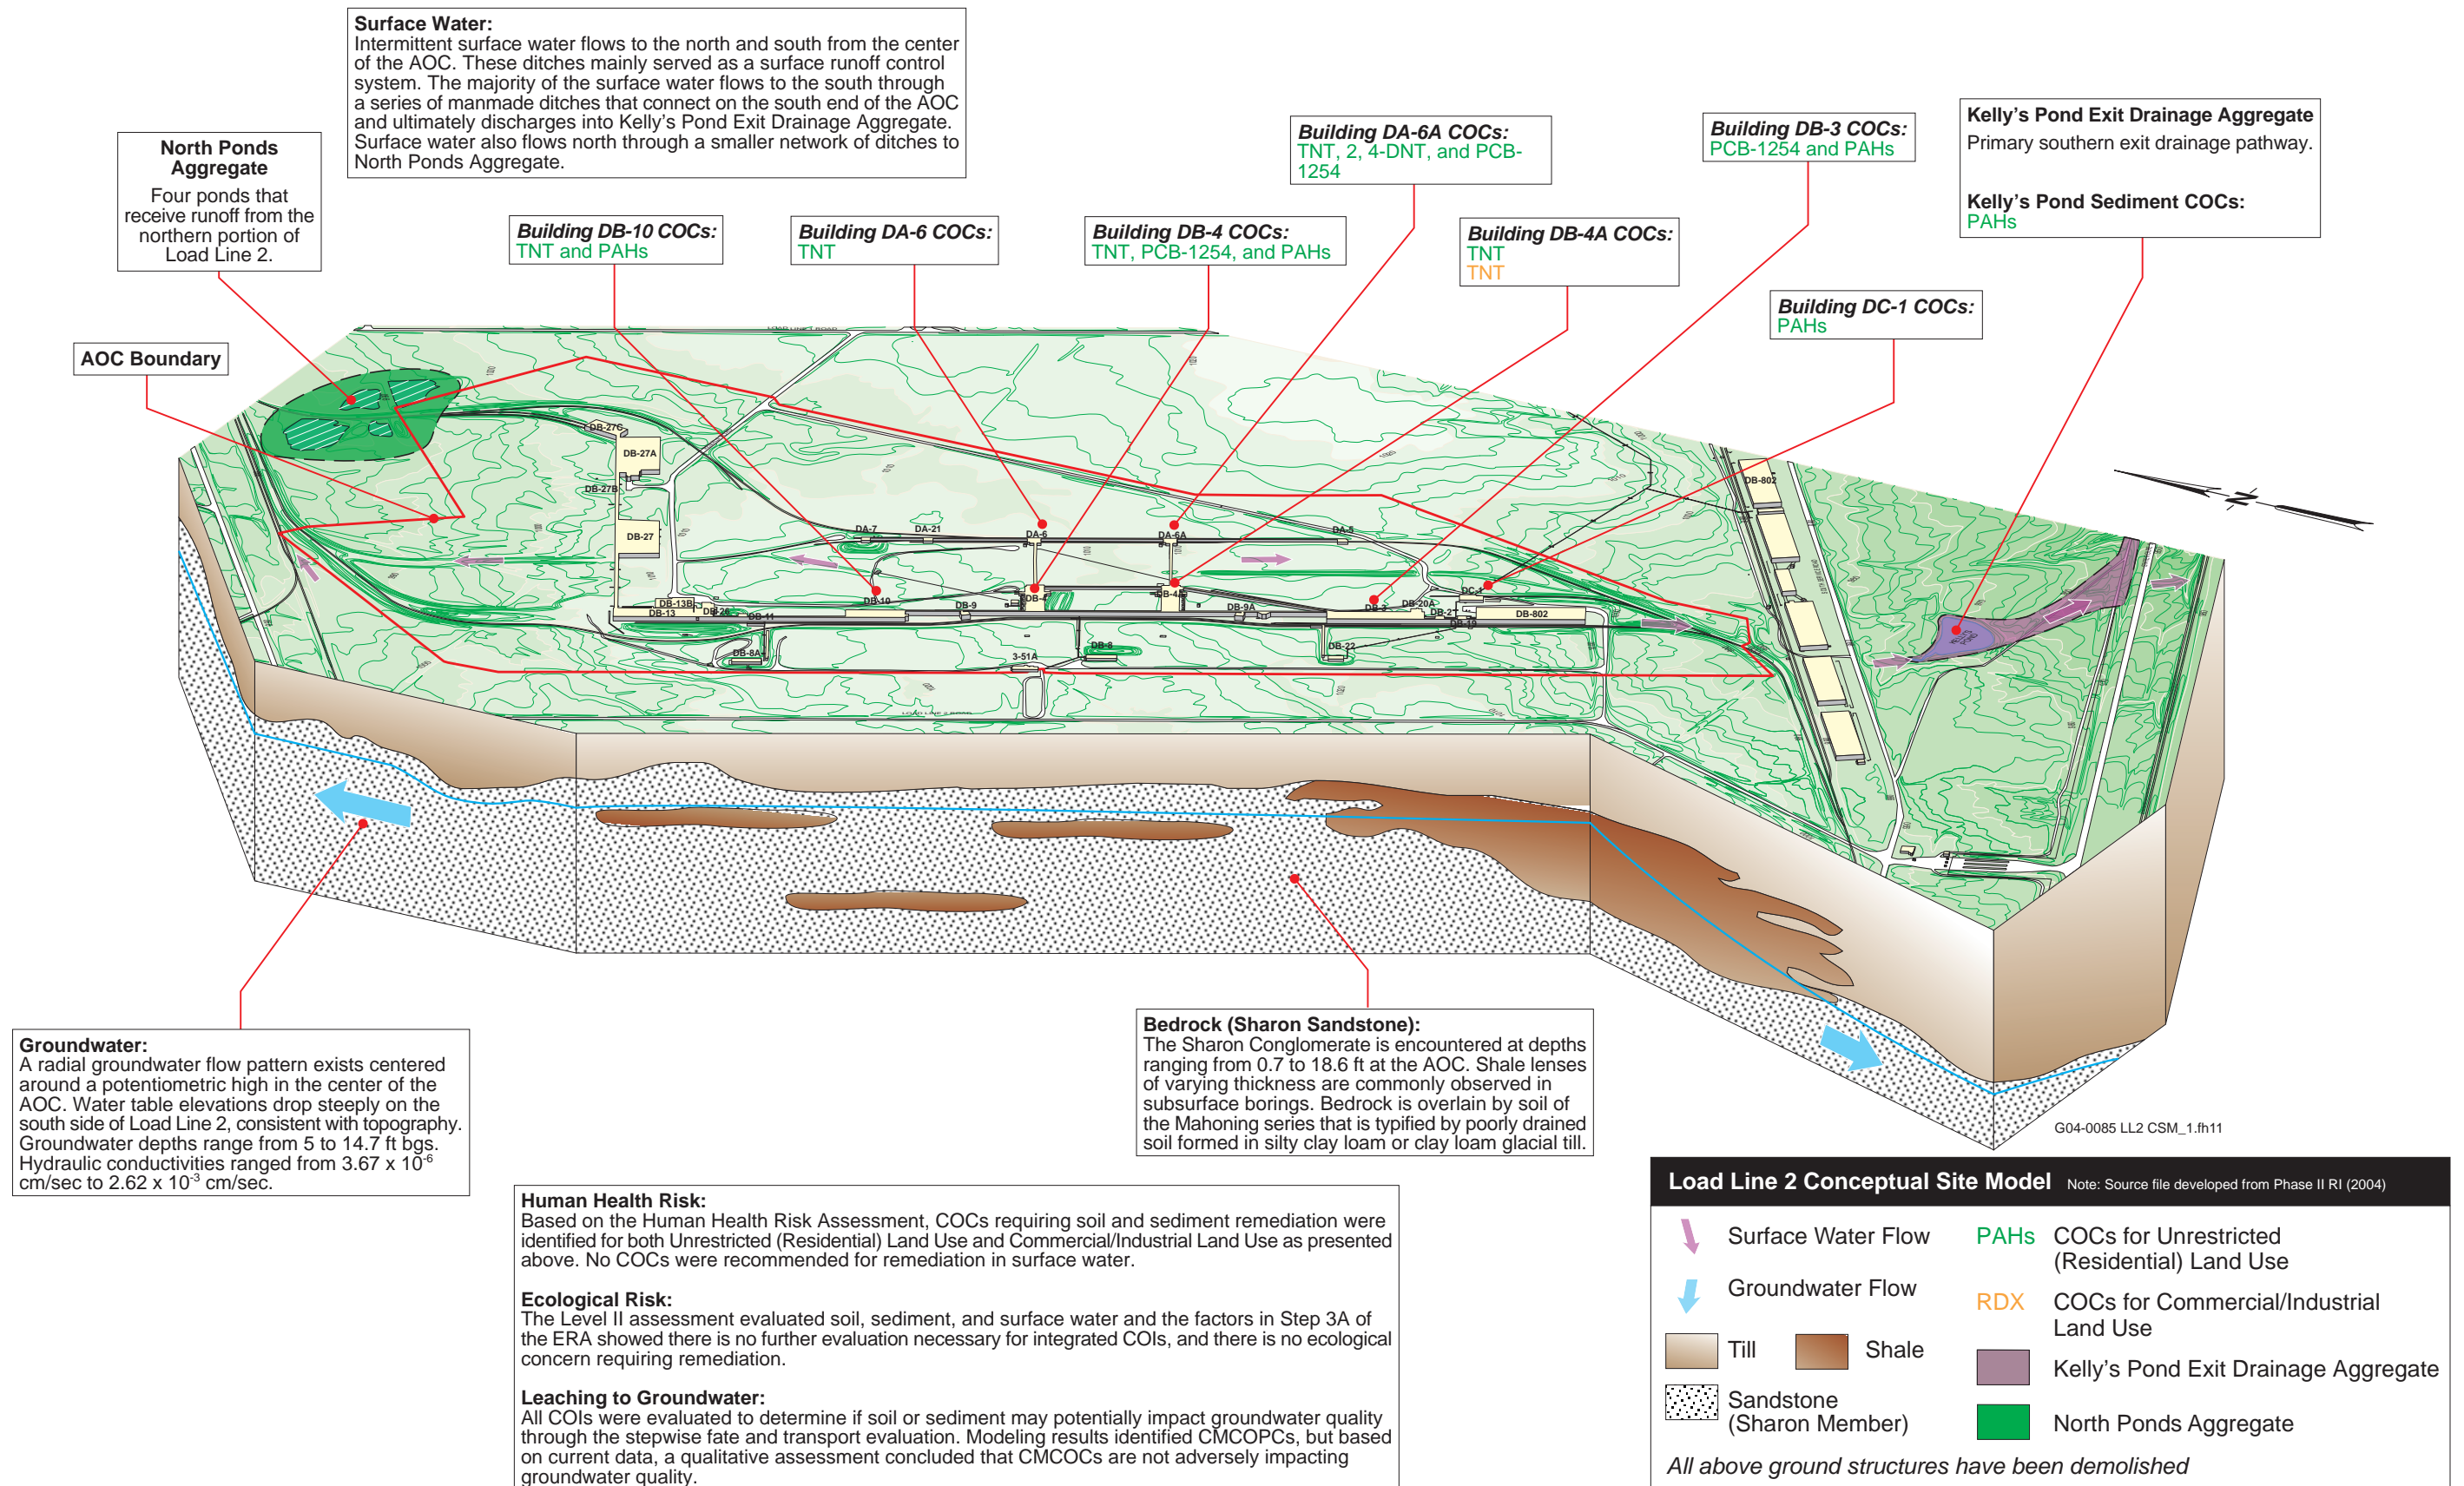 Surface Water:
Intermittent surface water flows to the north and south from the center
of the AOC. These ditches mainly served as a surface runoff control
system. The majority of the surface water flows to the south through
a series of manmade ditches that connect on the south end of the AOC
and ultimately discharges into Kelly's Pond Exit Drainage Aggregate.
Surface water also flows north through a smaller network of ditches to
North Ponds Aggregate.
North Ponds
Aggregate
Four ponds that
receive runoff from the
northern portion of
Load Line 2.
Building DA-6A COCs:
TNT, 2, 4-DNT, and PCB-
1254
Building DB-3 COCs:
PCB-1254 and PAHs
Kelly's Pond Exit Drainage Aggregate
Primary southern exit drainage pathway.
Kelly's Pond Sediment COCs:
PAHs
Building DB-10 COCs:
TNT and PAHs
Building DA-6 COCs:
TNT
Building DB-4 COCs:
TNT, PCB-1254, and PAHs
Building DB-4A COCs:
TNT
TNT
Building DC-1 COCs:
PAHs
AOC Boundary
DB-27C
DB-27A
DB-27B
DB-27
DA-7
DA-21
DA-6
DA-6A
DA-5
DB-802
N
DB-13B
DB-13
DB-26
DB-11
DB-10
DB-9
DB-4
DB-4A
DB-9A
DB-3
DB-20A
DC-1
DB-21
DB-19
DB-802
DB-8A
3-51A
DB-8
DB-22
KELLY'S
POND
LOAD LINE 2 ROAD
Groundwater:
A radial groundwater flow pattern exists centered
around a potentiometric high in the center of the
AOC. Water table elevations drop steeply on the
south side of Load Line 2, consistent with topography.
Groundwater depths range from 5 to 14.7 ft bgs.
Hydraulic conductivities ranged from 3.67 x 10⁻⁶
cm/sec to 2.62 x 10⁻³ cm/sec.
Bedrock (Sharon Sandstone):
The Sharon Conglomerate is encountered at depths
ranging from 0.7 to 18.6 ft at the AOC. Shale lenses
of varying thickness are commonly observed in
subsurface borings. Bedrock is overlain by soil of
the Mahoning series that is typified by poorly drained
soil formed in silty clay loam or clay loam glacial till.
G04-0085 LL2 CSM_1.fh11
Human Health Risk:
Based on the Human Health Risk Assessment, COCs requiring soil and sediment remediation were
identified for both Unrestricted (Residential) Land Use and Commercial/Industrial Land Use as presented
above. No COCs were recommended for remediation in surface water.
Ecological Risk:
The Level II assessment evaluated soil, sediment, and surface water and the factors in Step 3A of
the ERA showed there is no further evaluation necessary for integrated COIs, and there is no ecological
concern requiring remediation.
Leaching to Groundwater:
All COIs were evaluated to determine if soil or sediment may potentially impact groundwater quality
through the stepwise fate and transport evaluation. Modeling results identified CMCOPCs, but based
on current data, a qualitative assessment concluded that CMCOCs are not adversely impacting
groundwater quality.
Load Line 2 Conceptual Site Model Note: Source file developed from Phase II RI (2004)
Surface Water Flow
Groundwater Flow
Till
Shale
Sandstone
(Sharon Member)
PAHs COCs for Unrestricted
(Residential) Land Use
RDX COCs for Commercial/Industrial
Land Use
Kelly's Pond Exit Drainage Aggregate
North Ponds Aggregate
All above ground structures have been demolished